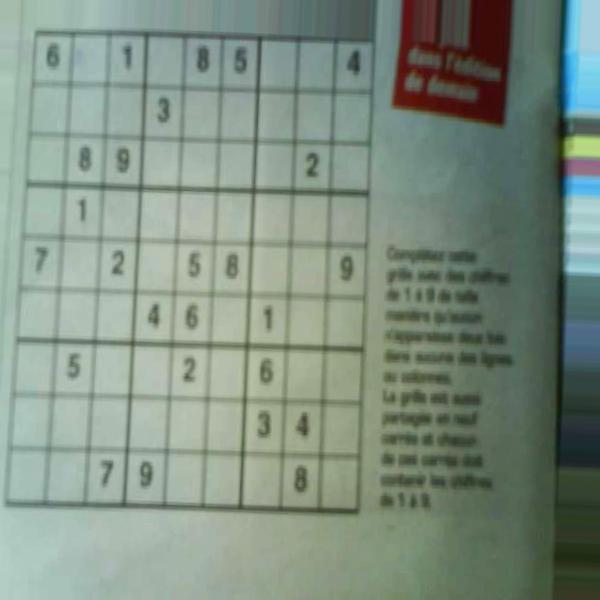 6 1 8 5 4
3
8 9 2
1
7 2 5 8 9
4 6 1
5 2 6
3 4
7 9 8
dans l'édition
de demain
Complétez cette
grille avec des chiffres
de 1 à 9 de telle
manière qu'aucun
n'apparaisse deux fois
dans aucune des lignes
ou colonnes.
La grille est aussi
partagée en neuf
carrés et chacun
de ces carrés doit
contenir les chiffres
de 1 à 9.